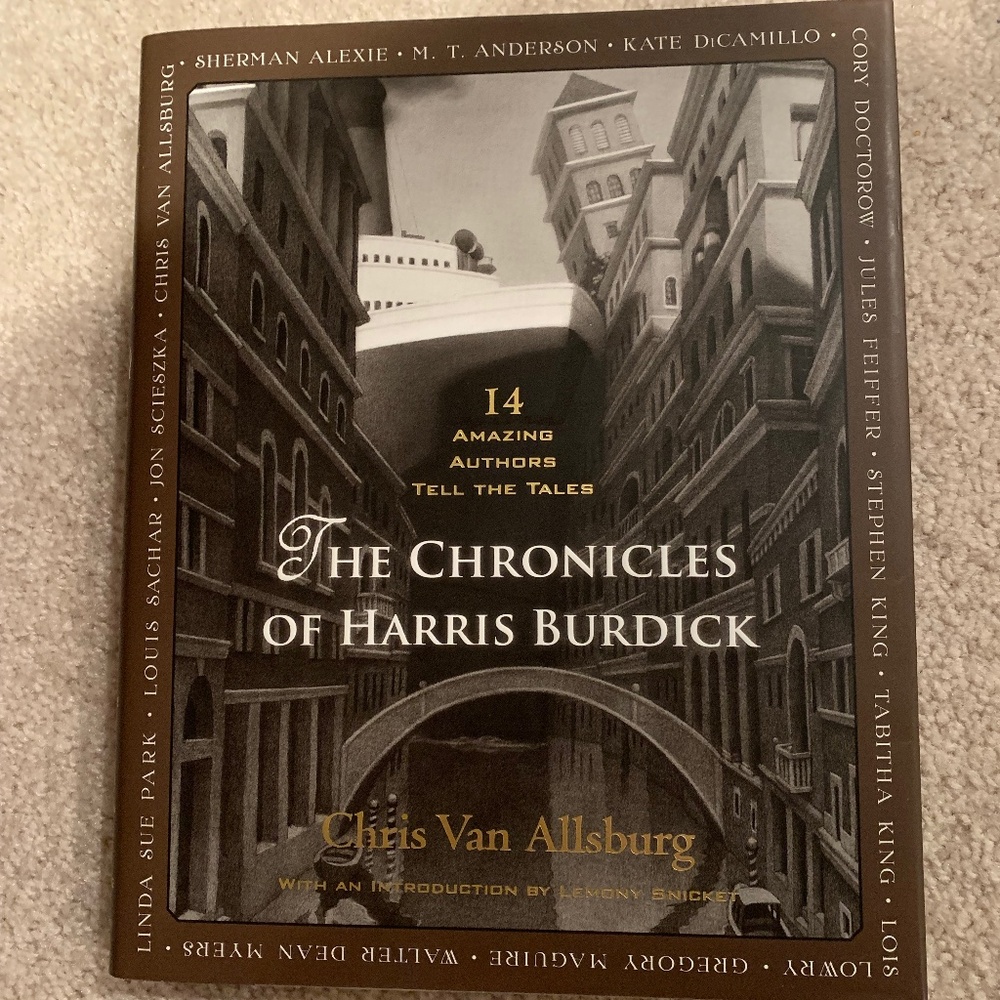 SHERMAN ALEXIE • M. T. ANDERSON • KATE DiCAMILLO •
CORY DOCTOROW • JULES FEIFFER • STEPHEN KING • TABITHA KING • LOIS
LOWRY • GREGORY MAGUIRE • WALTER DEAN MYERS •
LINDA SUE PARK • LOUIS SACHAR • JON SCIESZKA • CHRIS VAN ALLSBURG •
14
AMAZING
AUTHORS
TELL THE TALES
THE CHRONICLES
OF HARRIS BURDICK
Chris Van Allsburg
WITH AN INTRODUCTION BY LEMONY SNICKET